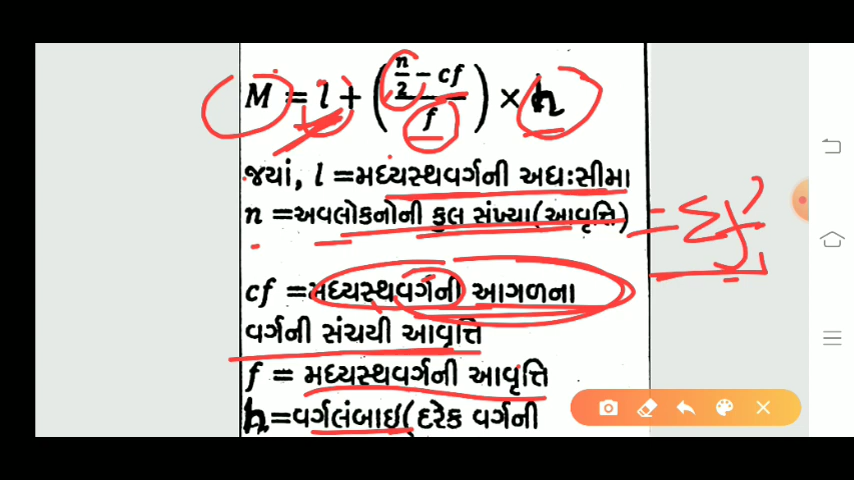 M = l + ( (n/2 − cf) / f ) × h
જ્યાં, l =મધ્યસ્થવર્ગની અધઃસીમા
n =અવલોકનોની કુલ સંખ્યા(આવૃત્તિ) = Σf
cf =મધ્યસ્થવર્ગની આગળના
વર્ગની સંચયી આવૃત્તિ
f = મધ્યસ્થવર્ગની આવૃત્તિ
h=વર્ગલંબાઇ(દરેક વર્ગની